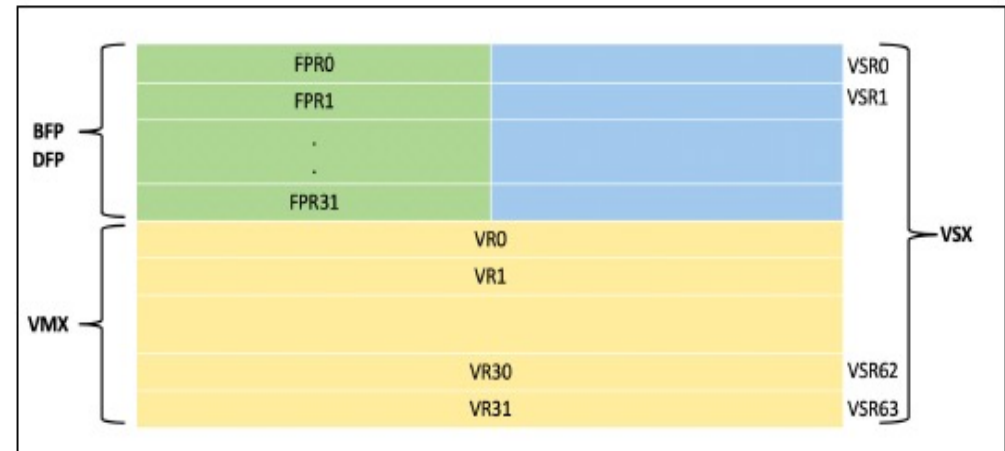 FPR0
VSR0
FPR1
VSR1
BFP
DFP
.
.
FPR31
VR0
VSX
VR1
VMX
VR30
VSR62
VR31
VSR63